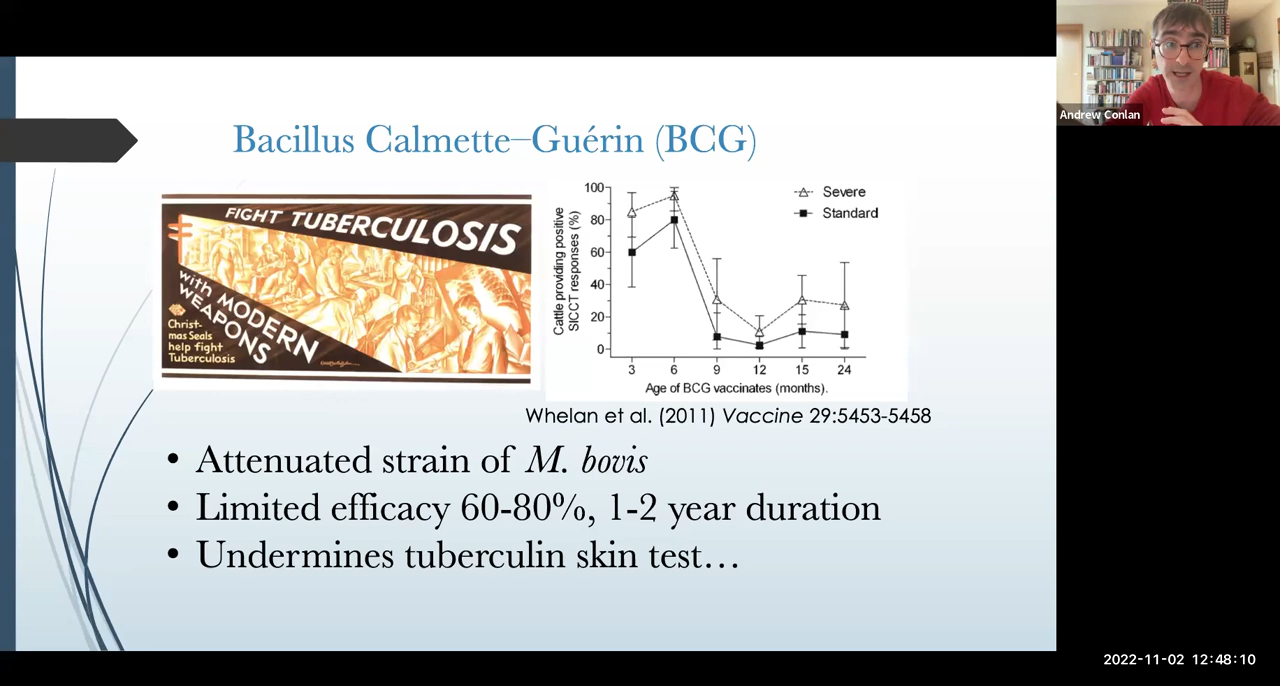 Bacillus Calmette–Guérin (BCG)
Andrew Conlan
FIGHT TUBERCULOSIS
with MODERN
WEAPONS
Christ-
mas Seals
help fight
Tuberculosis
Cattle providing positive
SICCT responses (%)
100
80
60
40
20
0
Severe
Standard
3 6 9 12 15 24
Age of BCG vaccinates (months).
Whelan et al. (2011) Vaccine 29:5453-5458
• Attenuated strain of M. bovis
• Limited efficacy 60-80%, 1-2 year duration
• Undermines tuberculin skin test…
2022-11-02 12:48:10